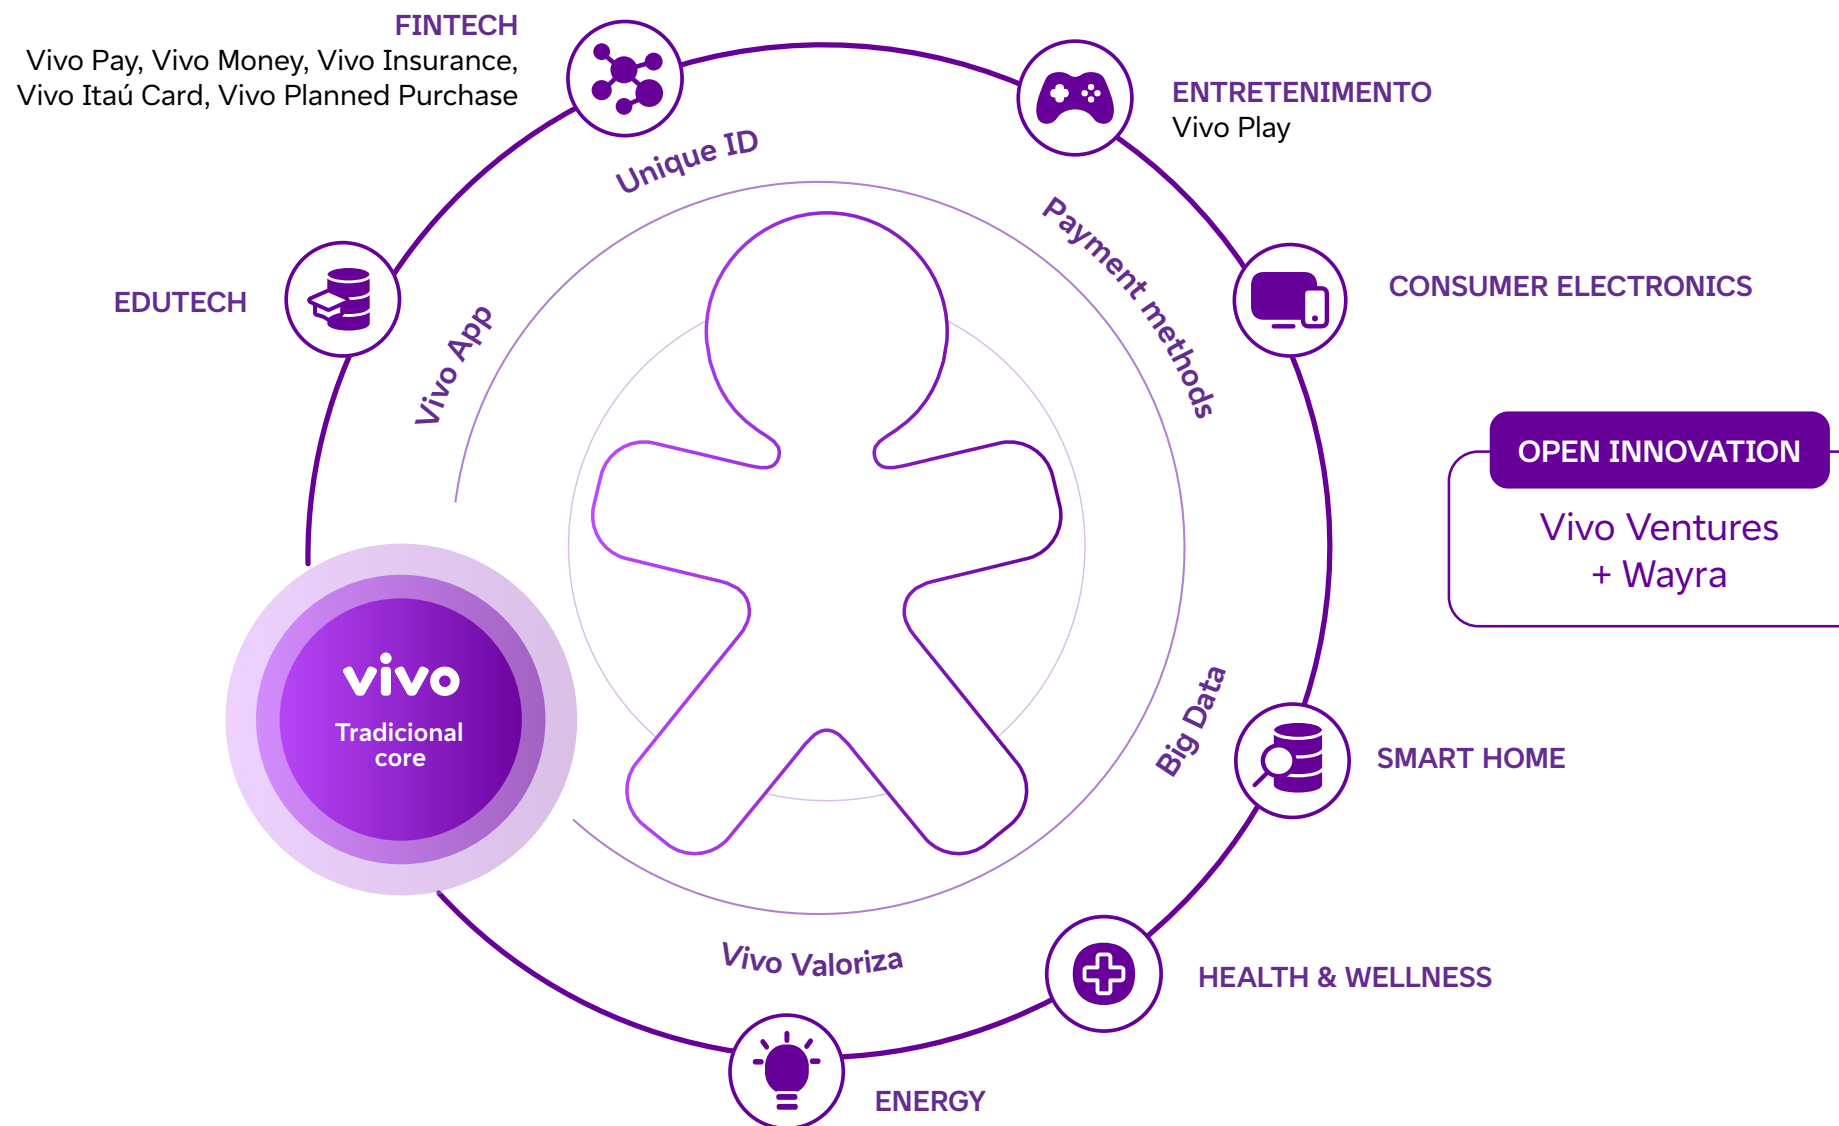 FINTECH
Vivo Pay, Vivo Money, Vivo Insurance,
Vivo Itaú Card, Vivo Planned Purchase
ENTRETENIMENTO
Vivo Play
Unique ID
Payment methods
EDUTECH
CONSUMER ELECTRONICS
Vivo App
OPEN INNOVATION
Vivo Ventures
+ Wayra
vivo
Tradicional
core
Big Data
SMART HOME
Vivo Valoriza
HEALTH & WELLNESS
ENERGY